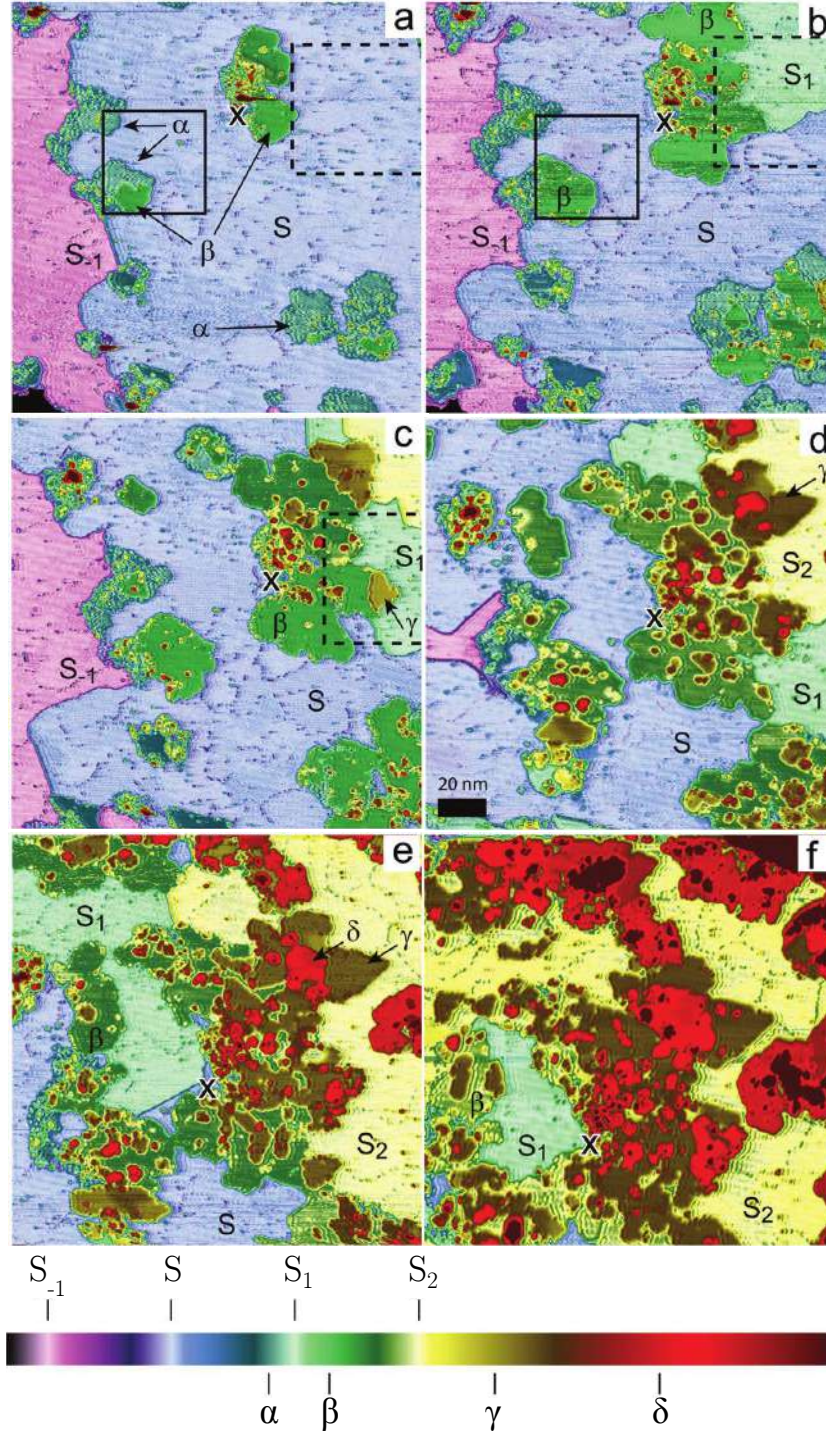 a
α
X
β
S
S₋₁
α
b
β
S₁
X
β
S
S₋₁
c
S₁
X
γ
β
S₋₁
S
d
γ
S₂
X
S₁
S
20 nm
e
S₁
δ
γ
β
X
S₂
S
f
β
S₁
X
S₂
S₋₁ S S₁ S₂
α β γ δ